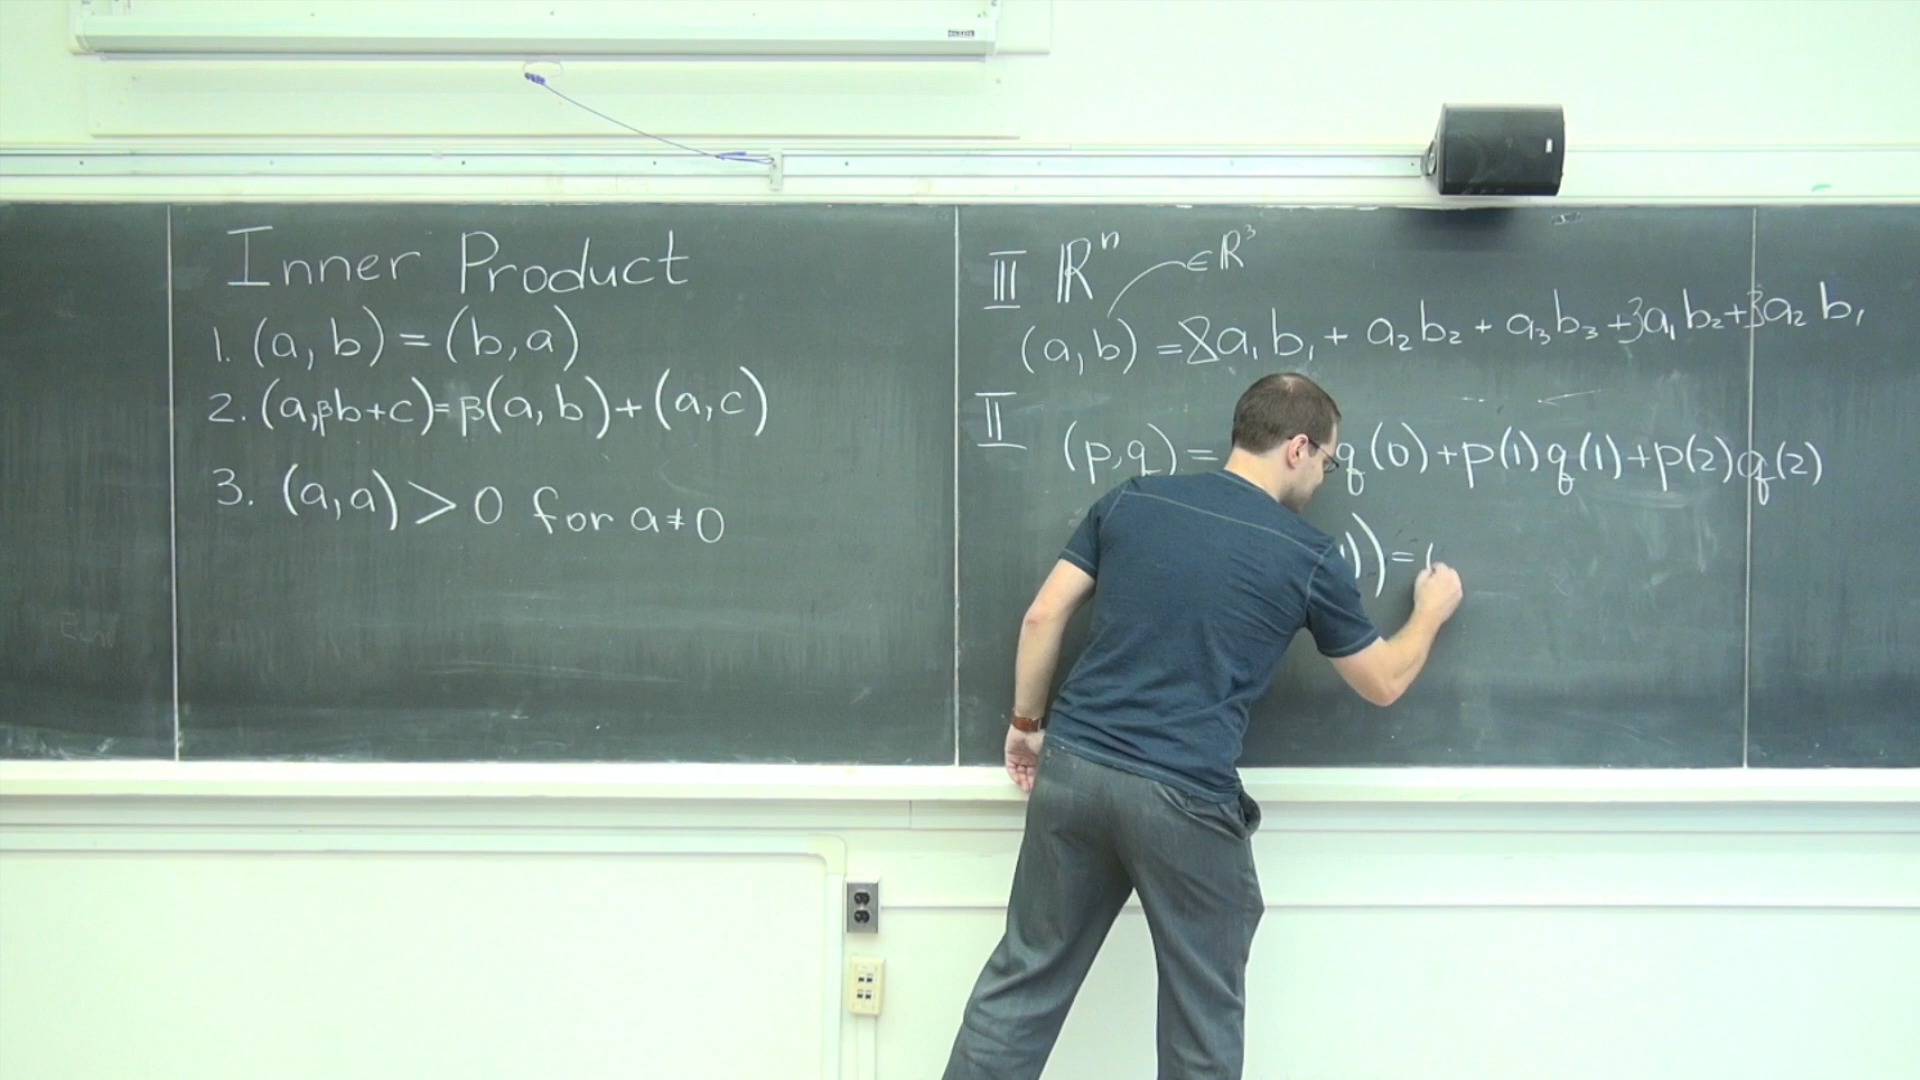 Inner Product
1. (a, b) = (b, a)
2. (a, βb + c) = β(a, b) + (a, c)
3. (a, a) > 0 for a ≠ 0
III ℝⁿ
∈ ℝ³
(a, b) = 8a₁b₁ + a₂b₂ + a₃b₃ + 3a₁b₂ + 3a₂b₁
II
(p, q) = q(0) + p(1)q(1) + p(2)q(2)
)) = (